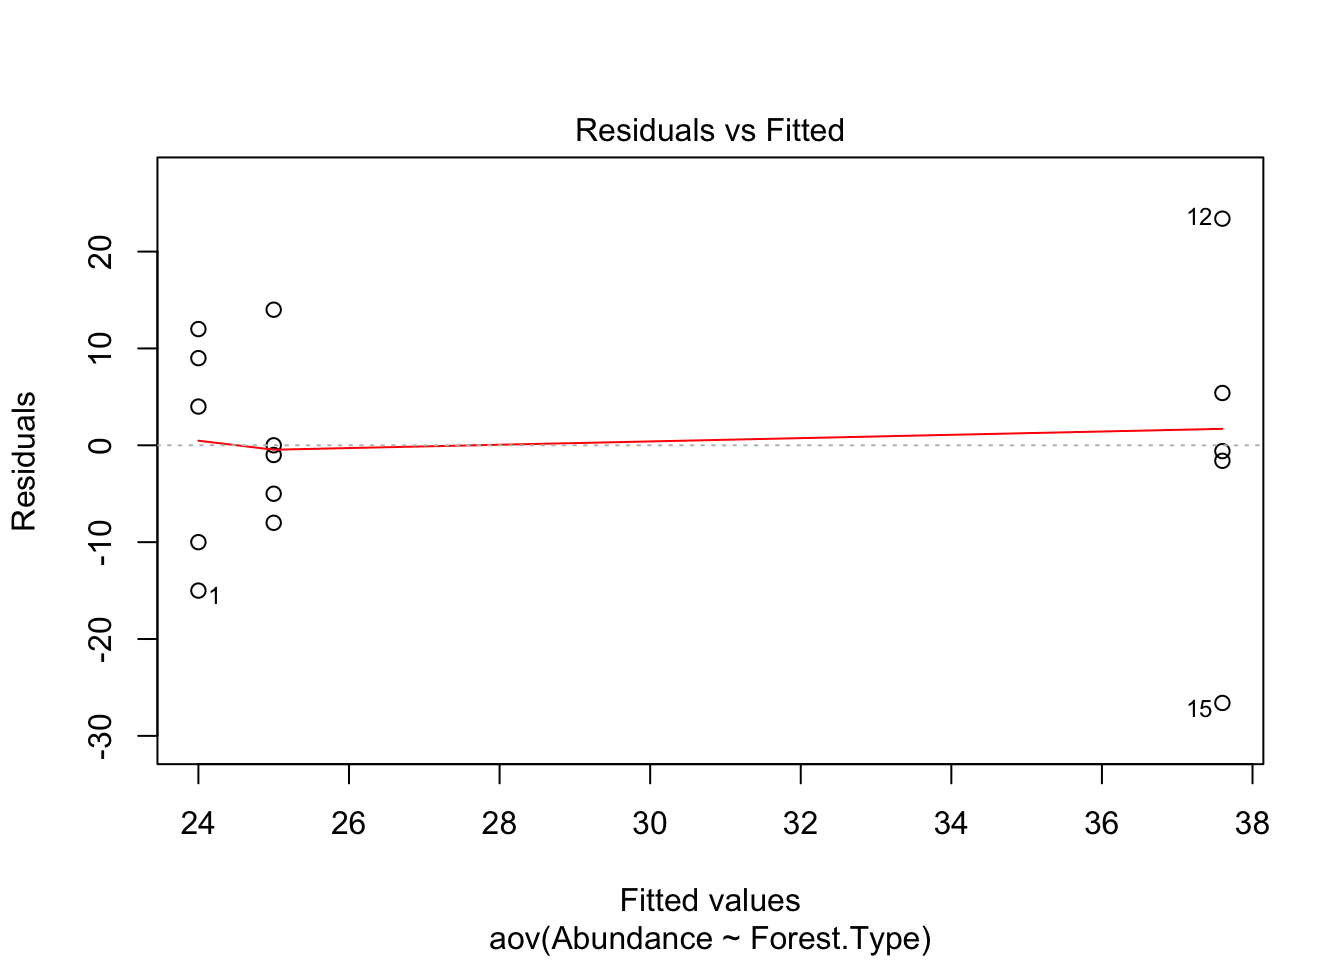 Residuals vs Fitted
Residuals
20
10
0
-10
-20
-30
12
1
15
24 26 28 30 32 34 36 38
Fitted values
aov(Abundance ~ Forest.Type)